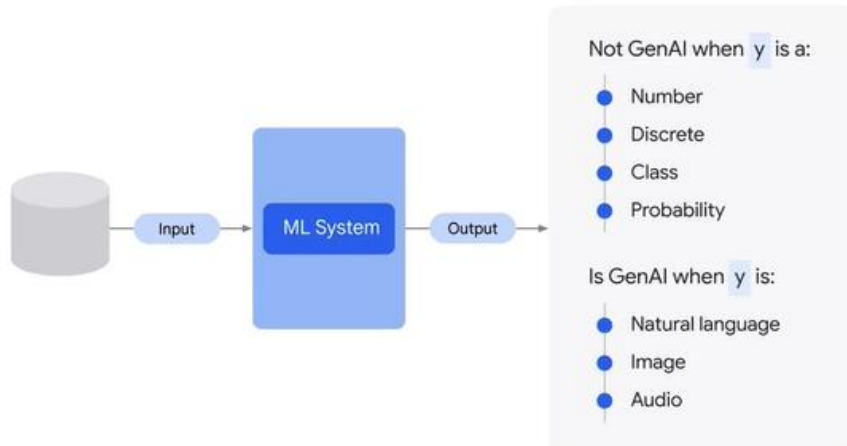 Input
ML System
Output
Not GenAI when y is a:
Number
Discrete
Class
Probability
Is GenAI when y is:
Natural language
Image
Audio